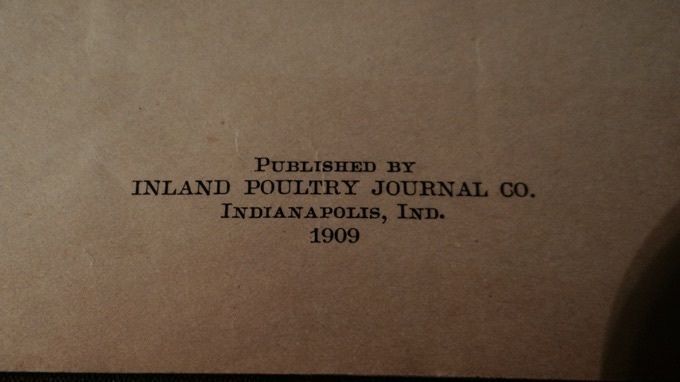 PUBLISHED BY
INLAND POULTRY JOURNAL CO.
INDIANAPOLIS, IND.
1909